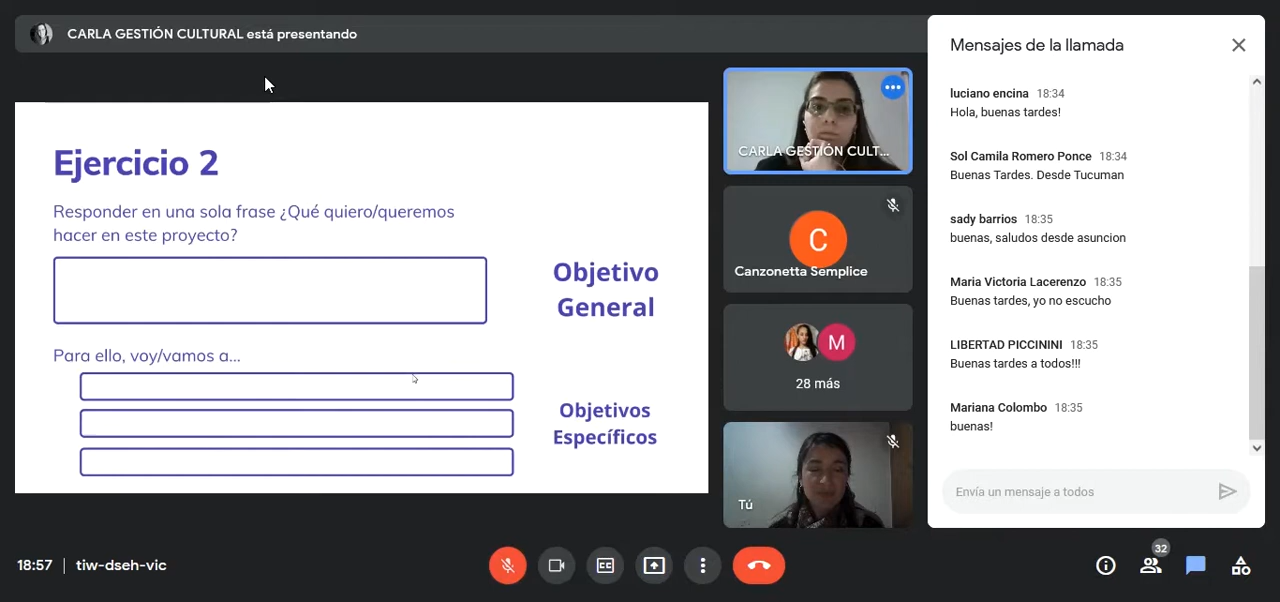 CARLA GESTIÓN CULTURAL está presentando
Ejercicio 2
Responder en una sola frase ¿Qué quiero/queremos
hacer en este proyecto?
Objetivo
General
Para ello, voy/vamos a...
Objetivos
Específicos
CARLA GESTIÓN CULT...
C
Canzonetta Semplice
M
28 más
Tú
Mensajes de la llamada
luciano encina 18:34
Hola, buenas tardes!
Sol Camila Romero Ponce 18:34
Buenas Tardes. Desde Tucuman
sady barrios 18:35
buenas, saludos desde asuncion
Maria Victoria Lacerenzo 18:35
Buenas tardes, yo no escucho
LIBERTAD PICCININI 18:35
Buenas tardes a todos!!!
Mariana Colombo 18:35
buenas!
Envía un mensaje a todos
18:57 | tiw-dseh-vic
CC
32